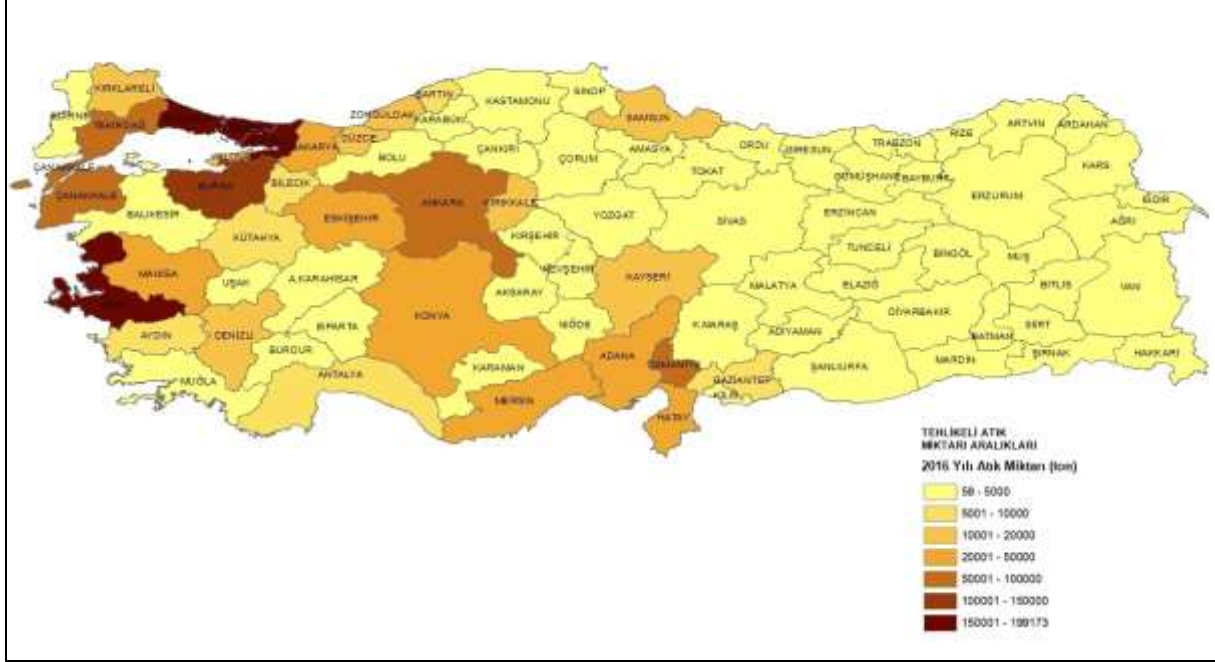 KIRKLARELİ
EDİRNE
TEKİRDAĞ
ÇANAKKALE
ÇANAKKALE
BALIKESİR
BURSA
BİLECİK
SAKARYA
DÜZCE
ZONGULDAK
BARTIN
KARABÜK
KASTAMONU
SİNOP
SAMSUN
BOLU
ÇANKIRI
ÇORUM
AMASYA
ORDU
GİRESUN
TRABZON
RİZE
ARTVİN
ARDAHAN
TOKAT
GÜMÜŞHANE
BAYBURT
KARS
ANKARA
KIRIKKALE
ESKİŞEHİR
YOZGAT
SİVAS
ERZİNCAN
ERZURUM
IĞDIR
AĞRI
KÜTAHYA
KIRŞEHİR
NEVŞEHİR
KAYSERİ
TUNCELİ
BİNGÖL
MUŞ
MANİSA
UŞAK
A.KARAHİSAR
AKSARAY
MALATYA
ELAZIĞ
BİTLİS
VAN
KONYA
NİĞDE
K.MARAŞ
ADIYAMAN
DİYARBAKIR
BATMAN
SİİRT
AYDIN
DENİZLİ
ISPARTA
BURDUR
ADANA
OSMANİYE
GAZİANTEP
KİLİS
ŞANLIURFA
MARDİN
ŞIRNAK
HAKKARİ
MUĞLA
ANTALYA
KARAMAN
MERSİN
HATAY
TEHLİKELİ ATIK
MİKTARI ARALIKLARI
2016 Yılı Atık Miktarı (ton)
59 - 5000
5001 - 10000
10001 - 20000
20001 - 50000
50001 - 100000
100001 - 150000
150001 - 199173